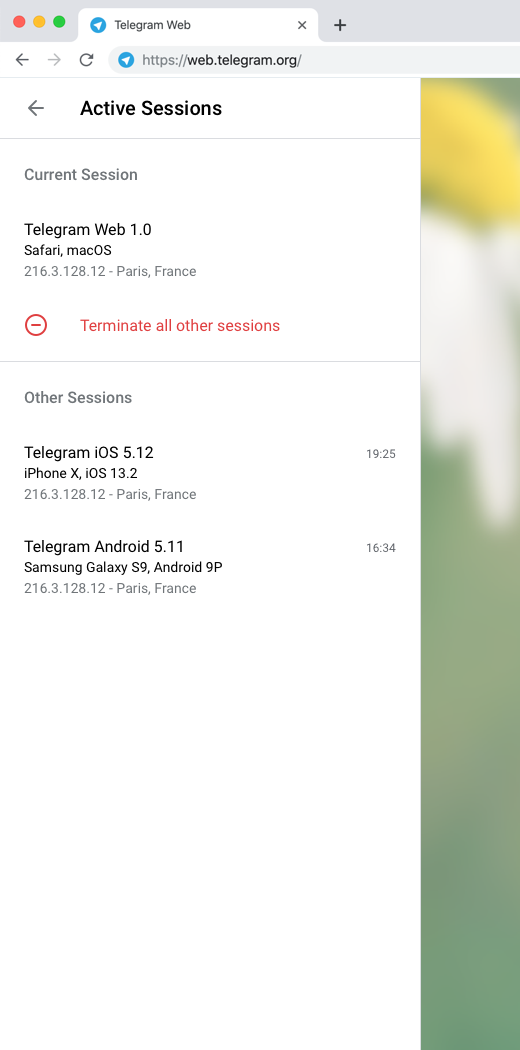 Telegram Web
https://web.telegram.org/
Active Sessions
Current Session
Telegram Web 1.0
Safari, macOS
216.3.128.12 - Paris, France
Terminate all other sessions
Other Sessions
Telegram iOS 5.12 19:25
iPhone X, iOS 13.2
216.3.128.12 - Paris, France
Telegram Android 5.11 16:34
Samsung Galaxy S9, Android 9P
216.3.128.12 - Paris, France